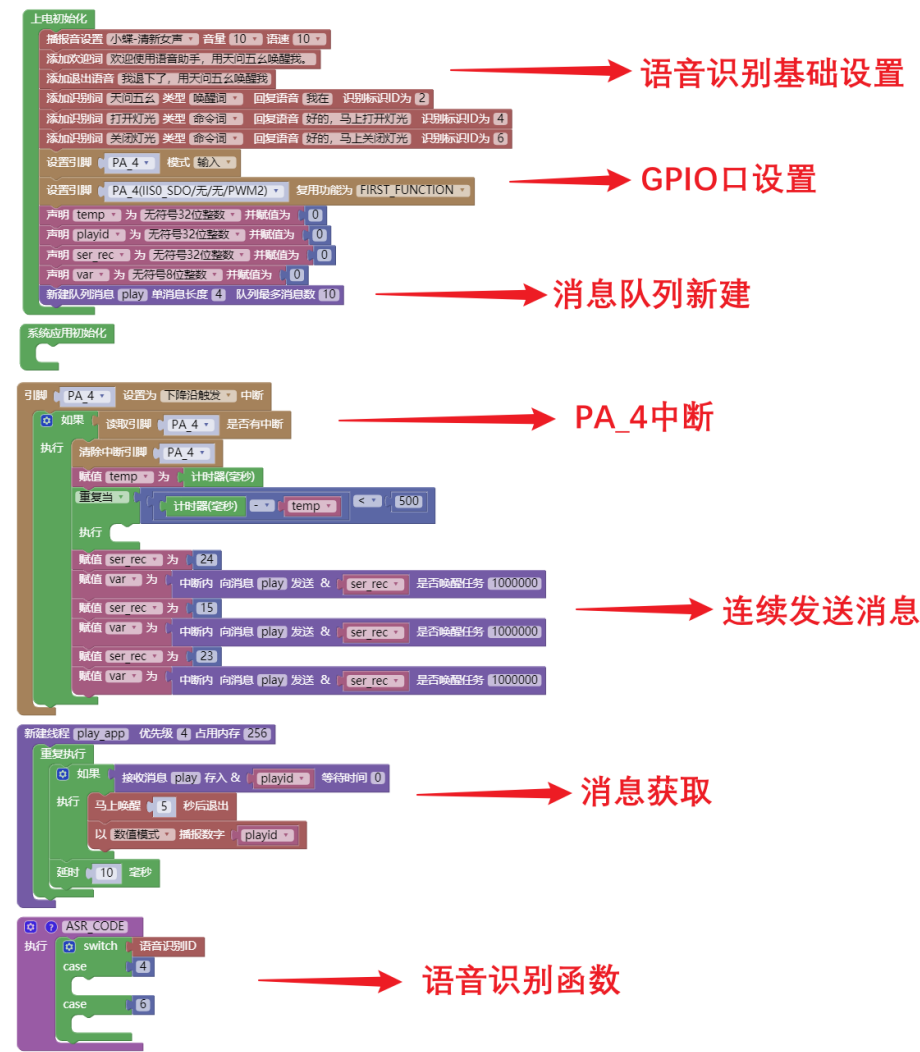 上电初始化
播报音设置 小蝶-清新女声 音量 10 语速 10
添加欢迎词 欢迎使用语音助手，用天问五幺唤醒我。
添加退出语音 我退下了，用天问五幺唤醒我
语音识别基础设置
添加识别词 天问五幺 类型 唤醒词 回复语音 我在 识别标识ID为 2
添加识别词 打开灯光 类型 命令词 回复语音 好的，马上打开灯光 识别标识ID为 4
添加识别词 关闭灯光 类型 命令词 回复语音 好的，马上关闭灯光 识别标识ID为 6
设置引脚 PA_4 模式 输入
GPIO口设置
设置引脚 PA_4(IIS0_SDO/无/无/PWM2) 复用功能为 FIRST_FUNCTION
声明 temp 为 无符号32位整数 并赋值为 0
声明 playid 为 无符号32位整数 并赋值为 0
声明 ser_rec 为 无符号32位整数 并赋值为 0
声明 var 为 无符号8位整数 并赋值为 0
新建队列消息 play 单消息长度 4 队列最多消息数 10
消息队列新建
系统应用初始化
引脚 PA_4 设置为 下降沿触发 中断
如果 读取引脚 PA_4 是否有中断
PA_4中断
执行 清除中断引脚 PA_4
赋值 temp 为 计时器(毫秒)
重复当 计时器(毫秒) - temp < 500
执行
赋值 ser_rec 为 24
赋值 var 为 中断内 向消息 play 发送 & ser_rec 是否唤醒任务 1000000
赋值 ser_rec 为 15
连续发送消息
赋值 var 为 中断内 向消息 play 发送 & ser_rec 是否唤醒任务 1000000
赋值 ser_rec 为 23
赋值 var 为 中断内 向消息 play 发送 & ser_rec 是否唤醒任务 1000000
新建线程 play_app 优先级 4 占用内存 256
重复执行
如果 接收消息 play 存入 & playid 等待时间 0
消息获取
执行 马上唤醒 5 秒后退出
以 数值模式 播报数字 playid
延时 10 毫秒
? ASR_CODE
执行 switch 语音识别ID
case 4
语音识别函数
case 6